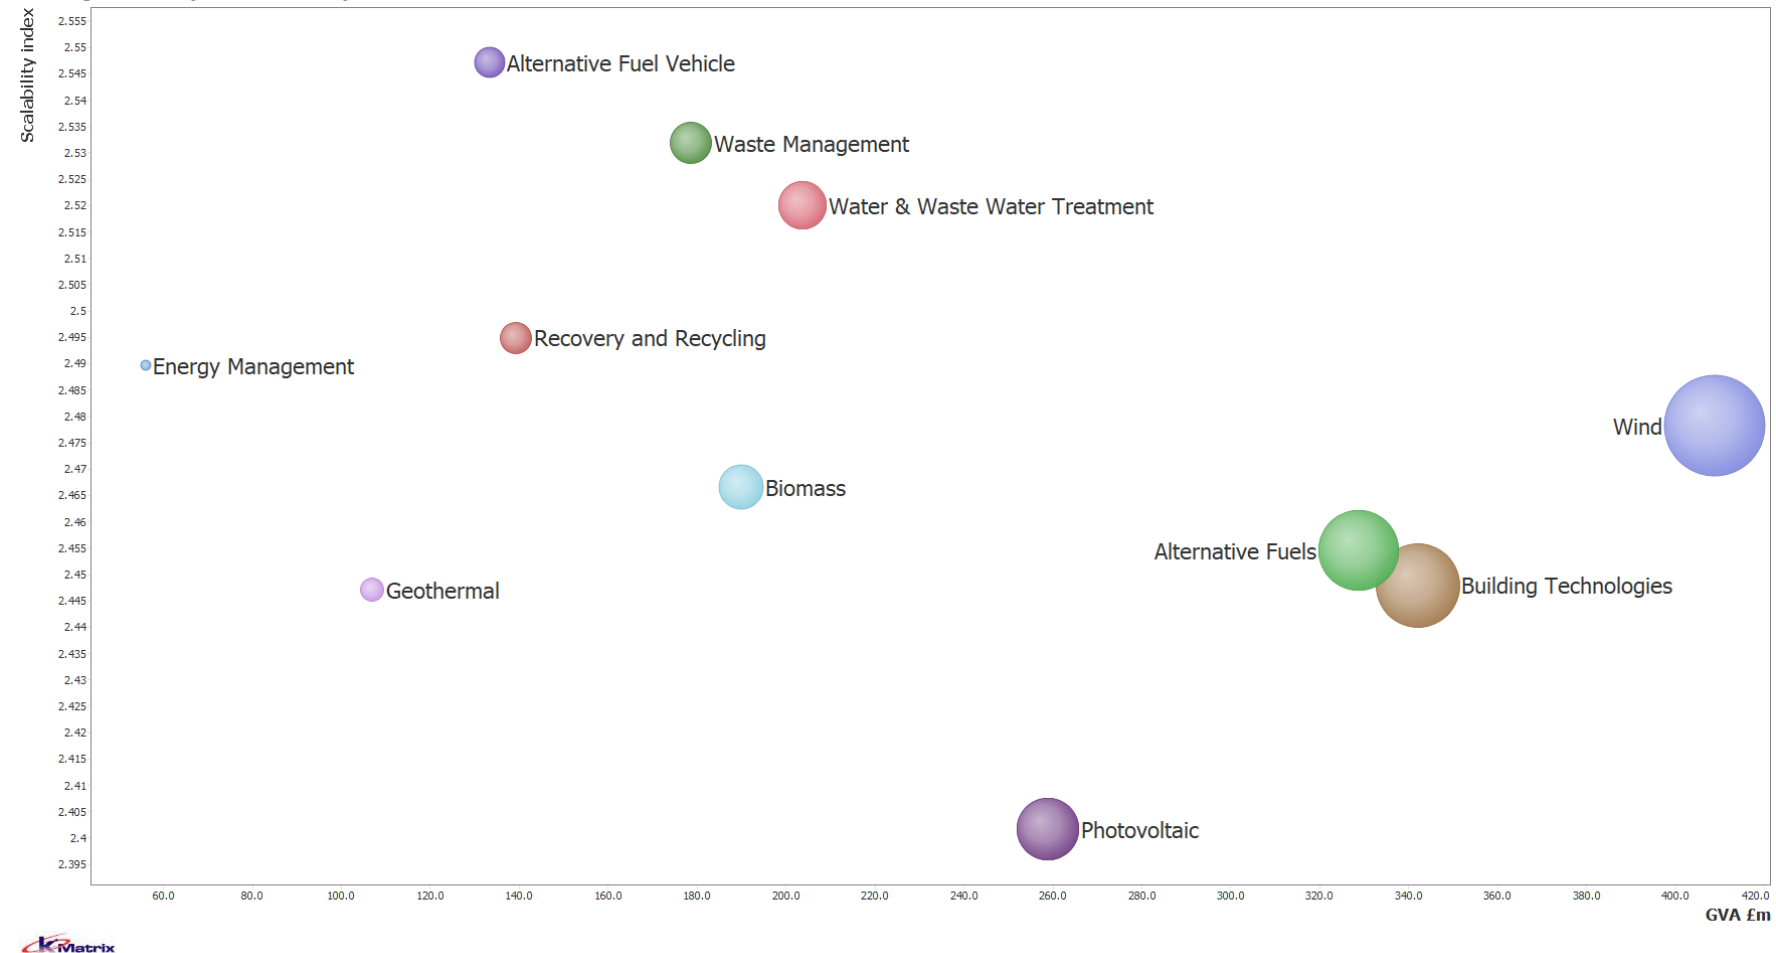 Scalability index
2.555
2.55
2.545
2.54
2.535
2.53
2.525
2.52
2.515
2.51
2.505
2.5
2.495
2.49
2.485
2.48
2.475
2.47
2.465
2.46
2.455
2.45
2.445
2.44
2.435
2.43
2.425
2.42
2.415
2.41
2.405
2.4
2.395
Alternative Fuel Vehicle
Waste Management
Water & Waste Water Treatment
Recovery and Recycling
Energy Management
Wind
Biomass
Alternative Fuels
Building Technologies
Geothermal
Photovoltaic
60.0 80.0 100.0 120.0 140.0 160.0 180.0 200.0 220.0 240.0 260.0 280.0 300.0 320.0 340.0 360.0 380.0 400.0 420.0
GVA £m
kMatrix